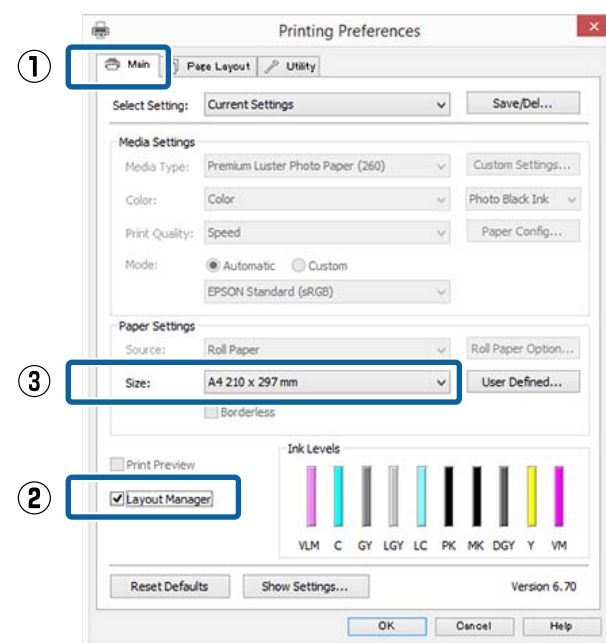 Printing Preferences
①
Main Page Layout Utility
Select Setting: Current Settings Save/Del...
Media Settings
Media Type: Premium Luster Photo Paper (260) Custom Settings...
Color: Color Photo Black Ink
Print Quality: Speed Paper Config...
Mode: Automatic Custom
EPSON Standard (sRGB)
Paper Settings
Source: Roll Paper Roll Paper Option...
③
Size: A4 210 x 297 mm User Defined...
Borderless
Ink Levels
Print Preview
②
Layout Manager
VLM C GY LGY LC PK MK DGY Y VM
Reset Defaults Show Settings... Version 6.70
OK Cancel Help